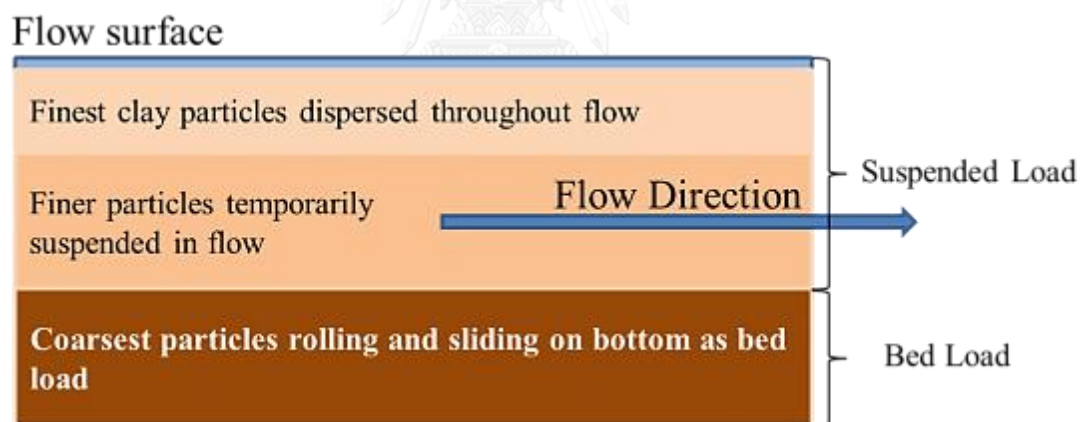 Flow surface
Finest clay particles dispersed throughout flow
Suspended Load
Flow Direction
Finer particles temporarily
suspended in flow
Coarsest particles rolling and sliding on bottom as bed
load
Bed Load